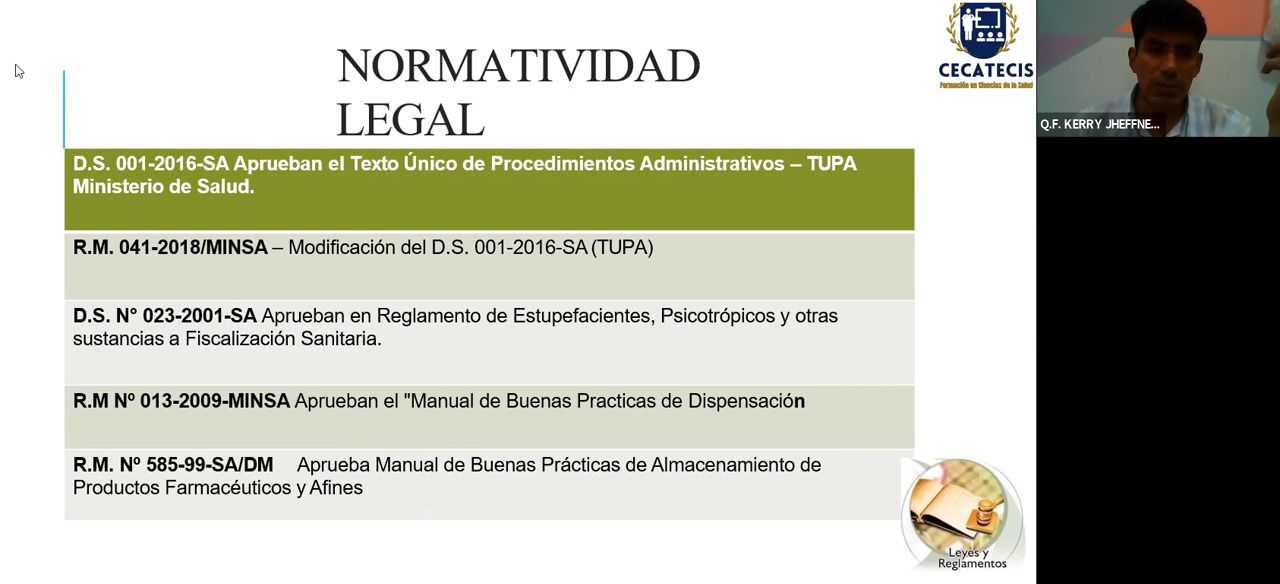 NORMATIVIDAD
LEGAL
CECATECIS
Formación en Ciencias de la Salud
Q.F. KERRY JHEFFNE...
D.S. 001-2016-SA Aprueban el Texto Único de Procedimientos Administrativos – TUPA
Ministerio de Salud.
R.M. 041-2018/MINSA – Modificación del D.S. 001-2016-SA (TUPA)
D.S. N° 023-2001-SA Aprueban en Reglamento de Estupefacientes, Psicotrópicos y otras
sustancias a Fiscalización Sanitaria.
R.M Nº 013-2009-MINSA Aprueban el "Manual de Buenas Practicas de Dispensación
R.M. Nº 585-99-SA/DM Aprueba Manual de Buenas Prácticas de Almacenamiento de
Productos Farmacéuticos y Afines
Leyes y
Reglamentos